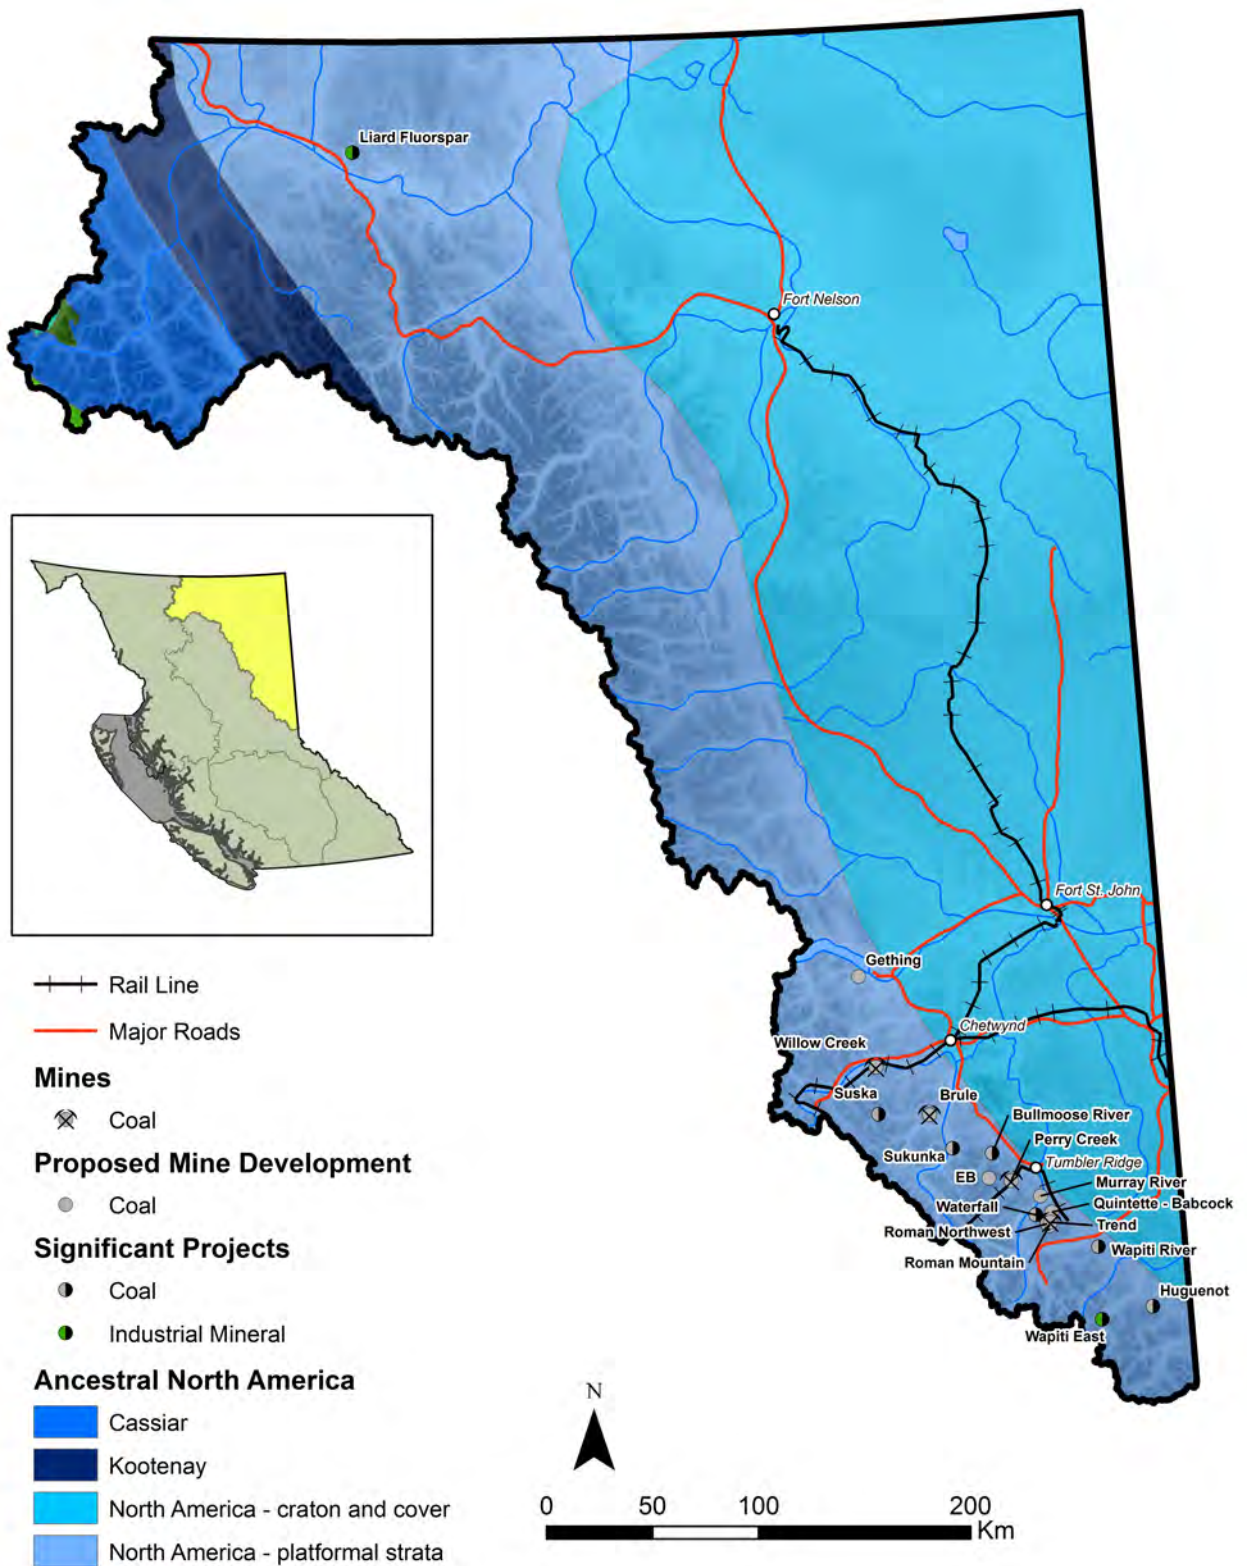 Liard Fluorspar
Fort Nelson
Fort St. John
Gething
Chetwynd
Willow Creek
Suska
Brule
Bullmoose River
Perry Creek
Sukunka
Tumbler Ridge
EB
Murray River
Waterfall
Quintette - Babcock
Roman Northwest
Trend
Roman Mountain
Wapiti River
Huguenot
Wapiti East
Rail Line
Major Roads
Mines
Coal
Proposed Mine Development
Coal
Significant Projects
Coal
Industrial Mineral
Ancestral North America
Cassiar
Kootenay
North America - craton and cover
North America - platformal strata
N
0 50 100 200
Km